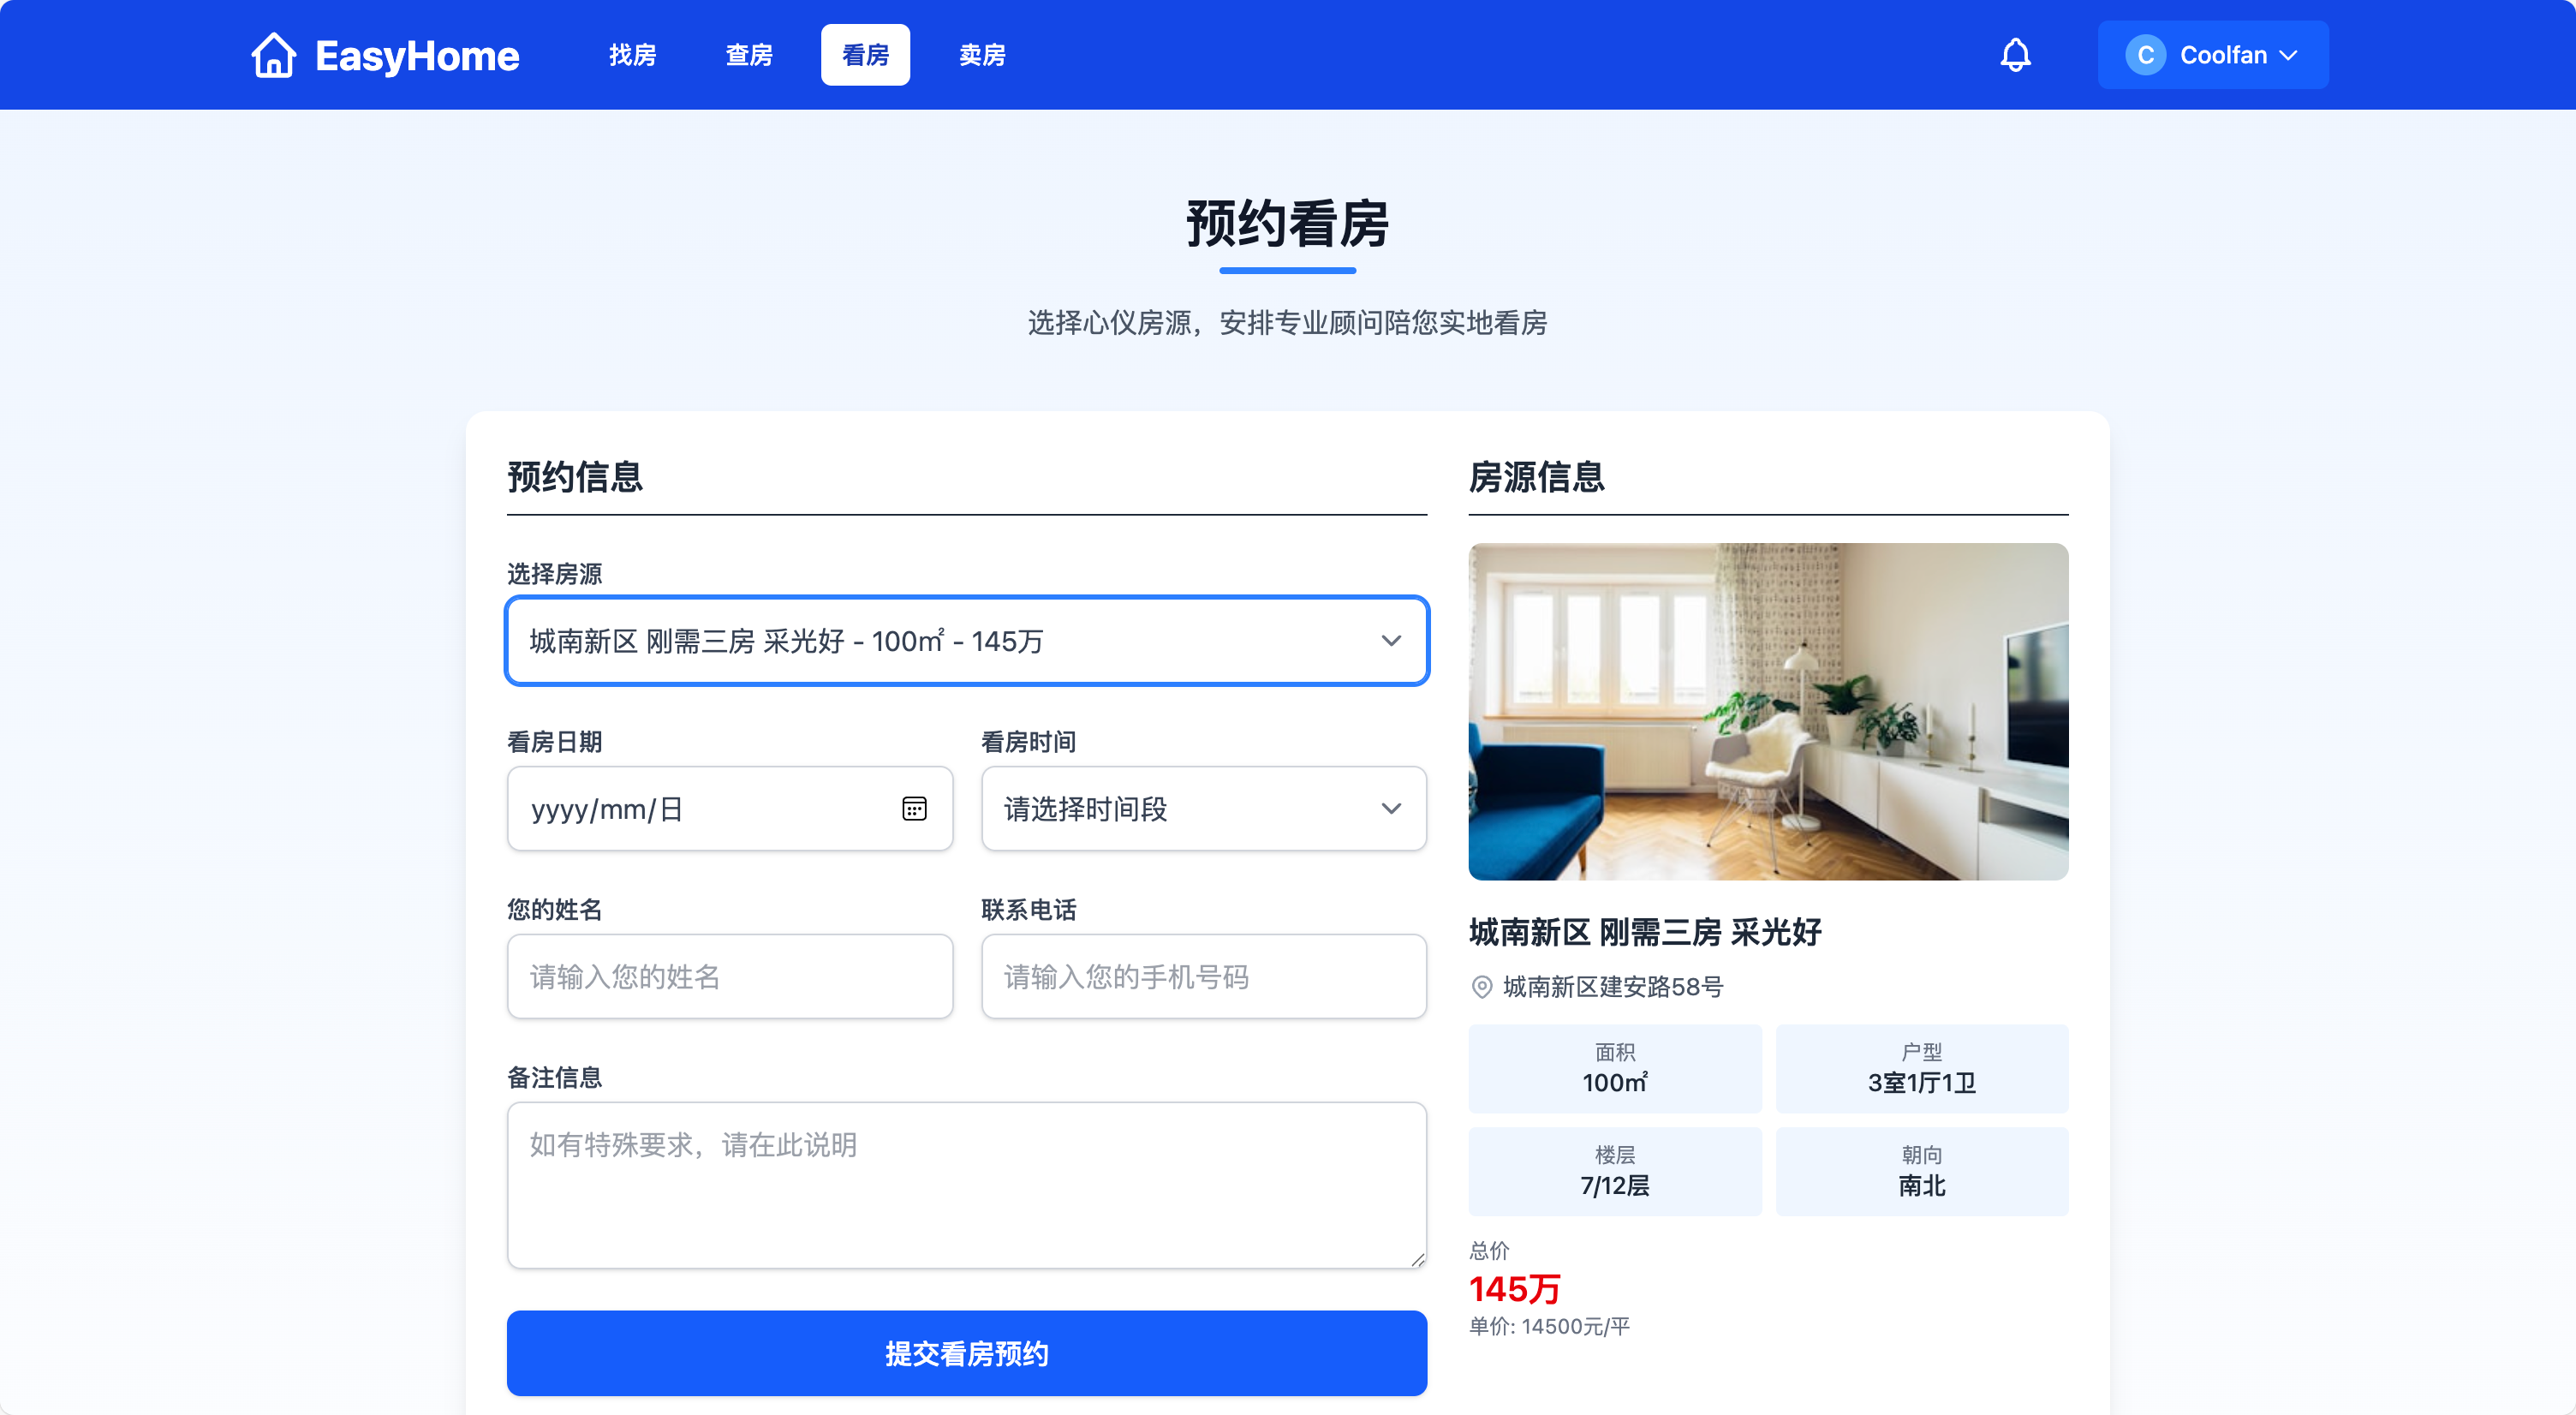 EasyHome
找房
查房
看房
卖房
C
Coolfan
预约看房
选择心仪房源，安排专业顾问陪您实地看房
预约信息
选择房源
城南新区 刚需三房 采光好 - 100㎡ - 145万
看房日期
看房时间
yyyy/mm/日
请选择时间段
您的姓名
联系电话
请输入您的姓名
请输入您的手机号码
备注信息
如有特殊要求，请在此说明
提交看房预约
房源信息
城南新区 刚需三房 采光好
城南新区建安路58号
面积
100㎡
户型
3室1厅1卫
楼层
7/12层
朝向
南北
总价
145万
单价: 14500元/平